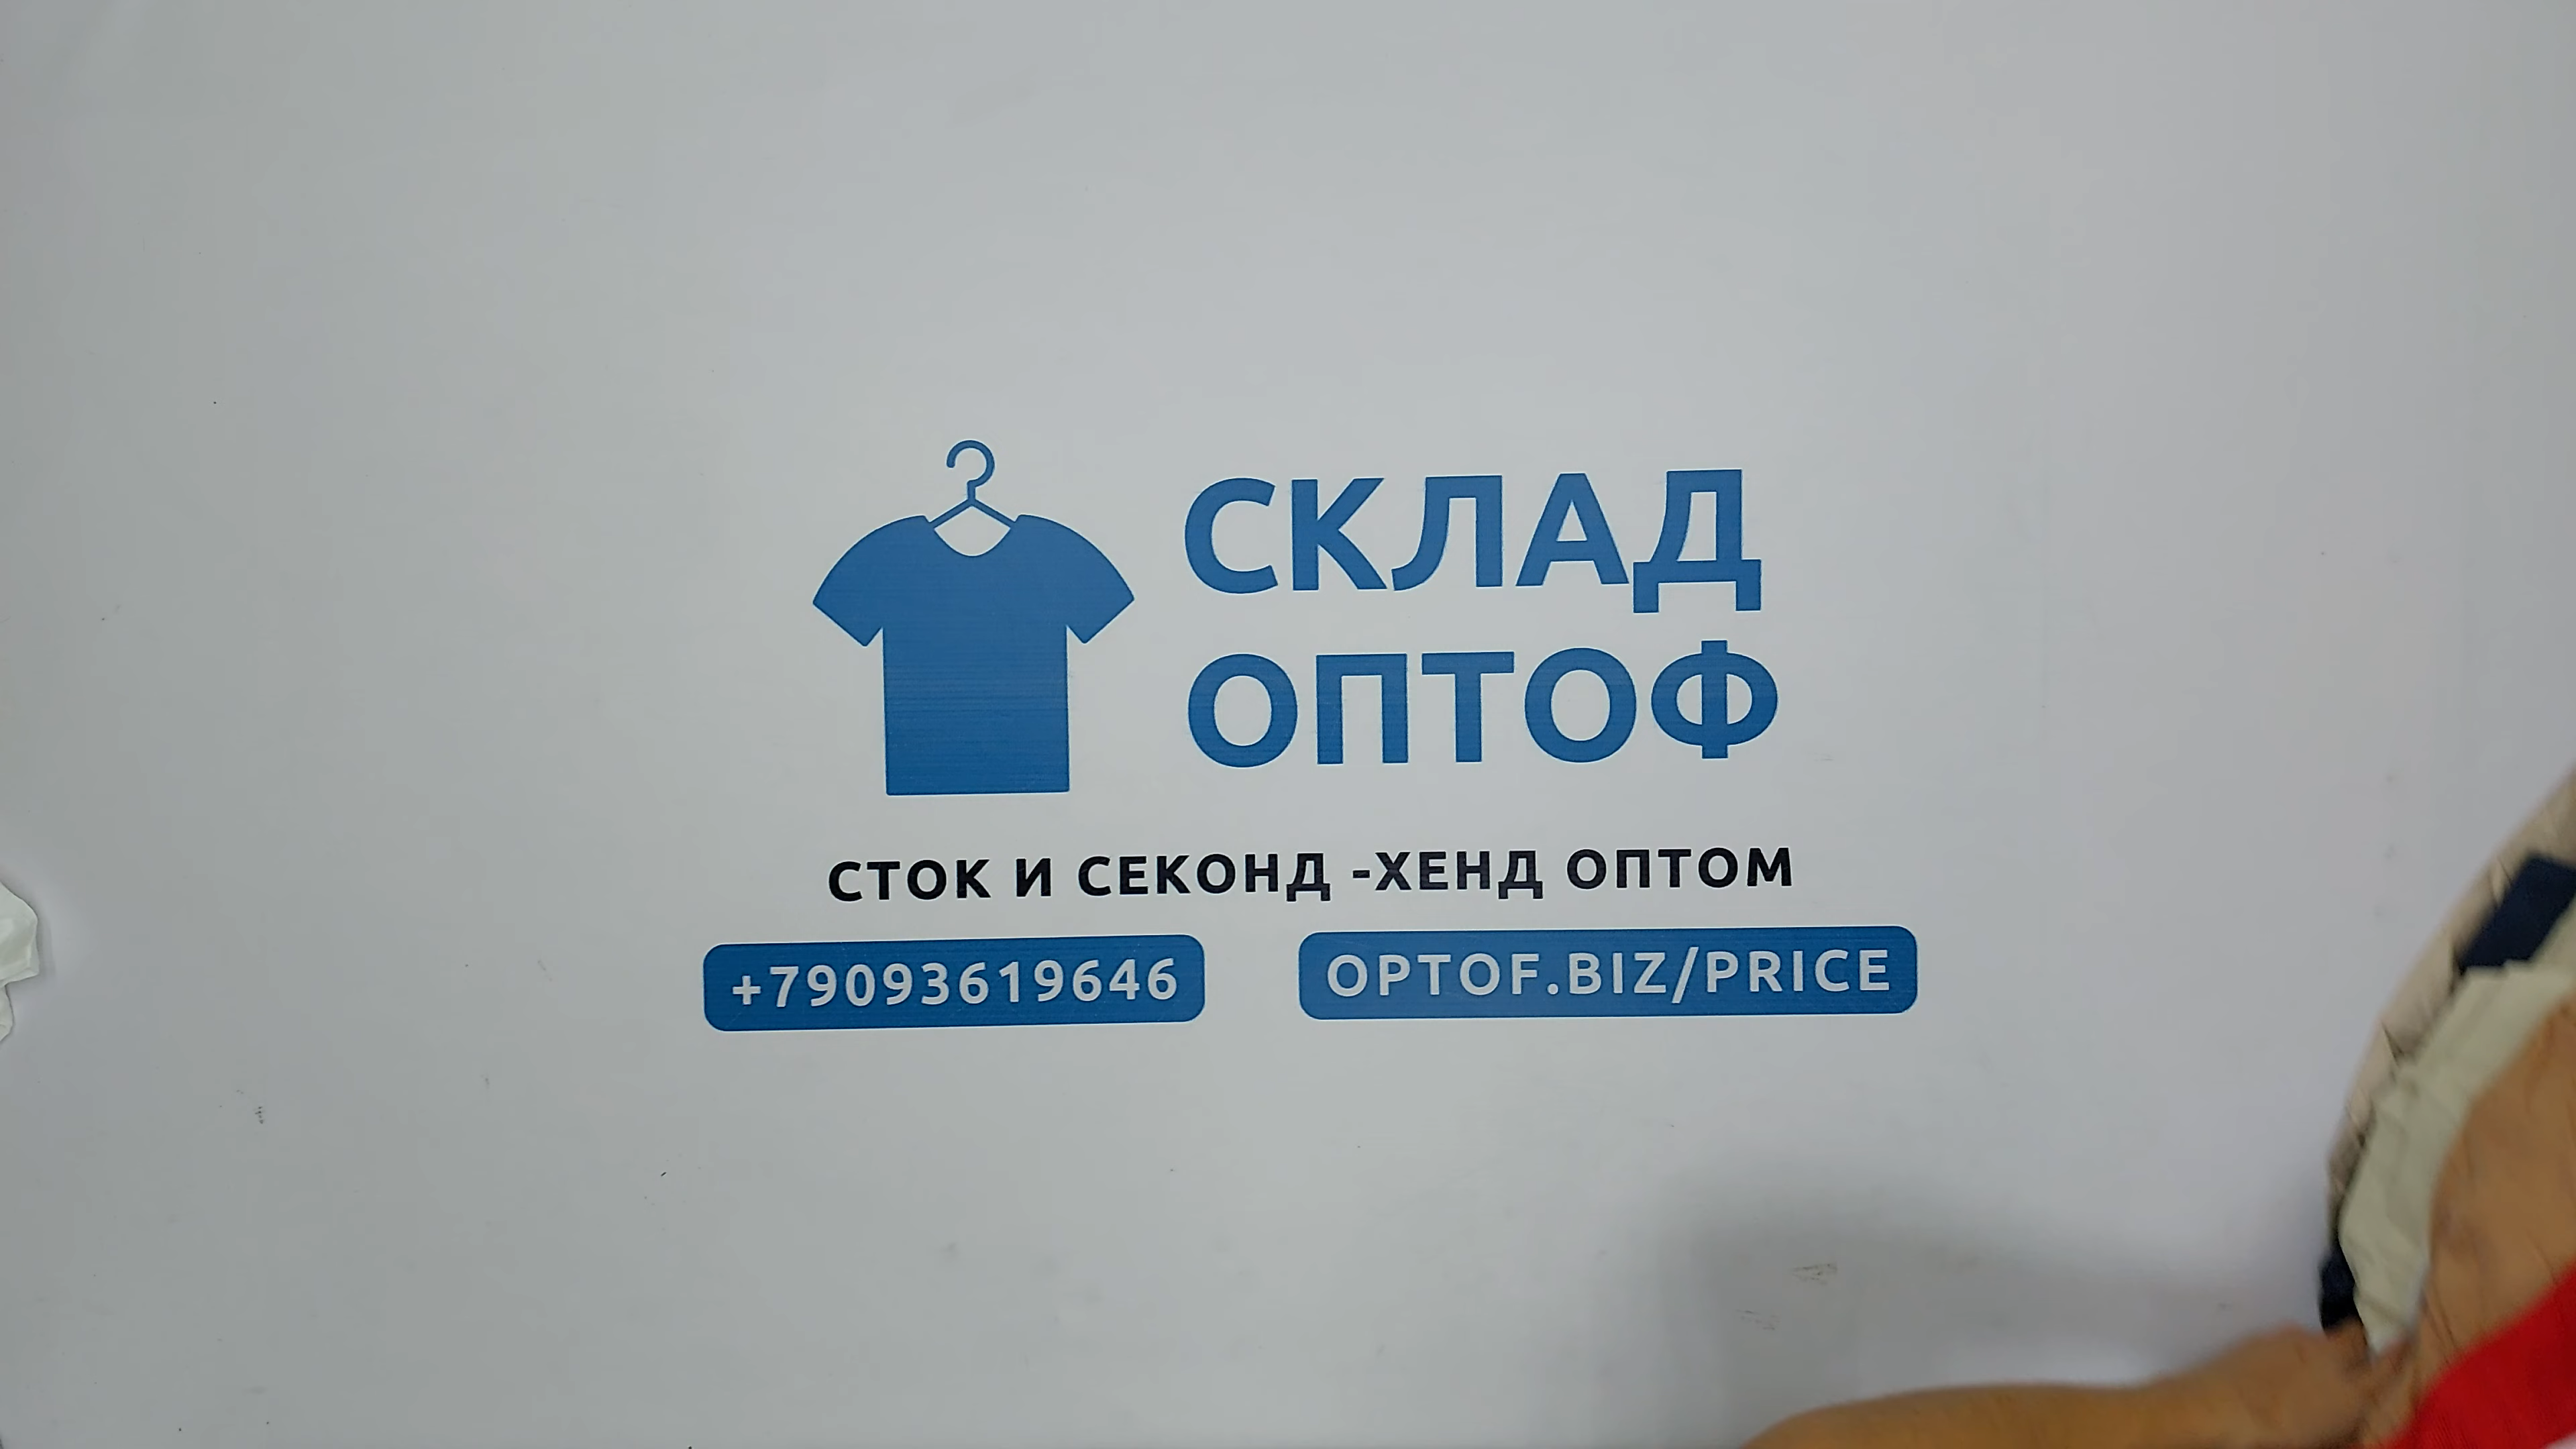 СКЛАД
ОПТОФ
СТОК И СЕКОНД -ХЕНД ОПТОМ
+79093619646
OPTOF.BIZ/PRICE